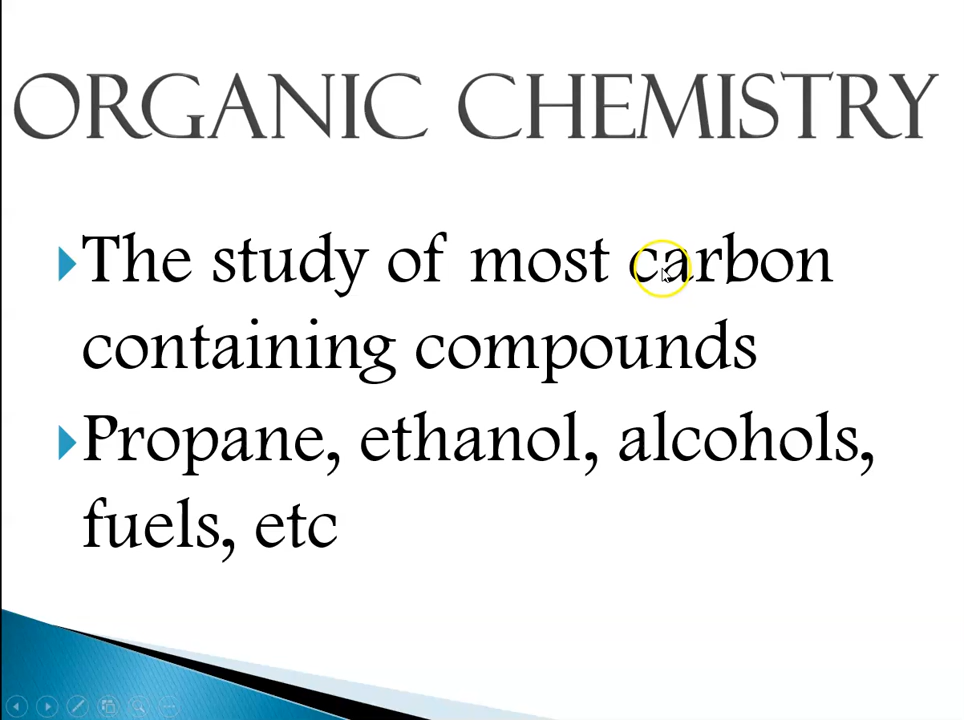 ORGANIC CHEMISTRY
The study of most carbon
containing compounds
Propane, ethanol, alcohols,
fuels, etc